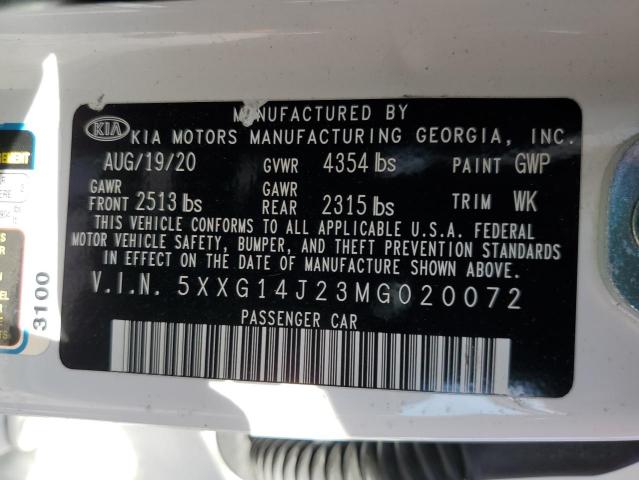 MANUFACTURED BY
KIA KIA MOTORS MANUFACTURING GEORGIA, INC.
AUG/19/20 GVWR 4354 lbs PAINT GWP
GAWR FRONT 2513 lbs GAWR REAR 2315 lbs TRIM WK
THIS VEHICLE CONFORMS TO ALL APPLICABLE U.S.A. FEDERAL
MOTOR VEHICLE SAFETY, BUMPER, AND THEFT PREVENTION STANDARDS
IN EFFECT ON THE DATE OF MANUFACTURE SHOWN ABOVE.
V.I.N. 5XXG14J23MG020072
PASSENGER CAR
3100